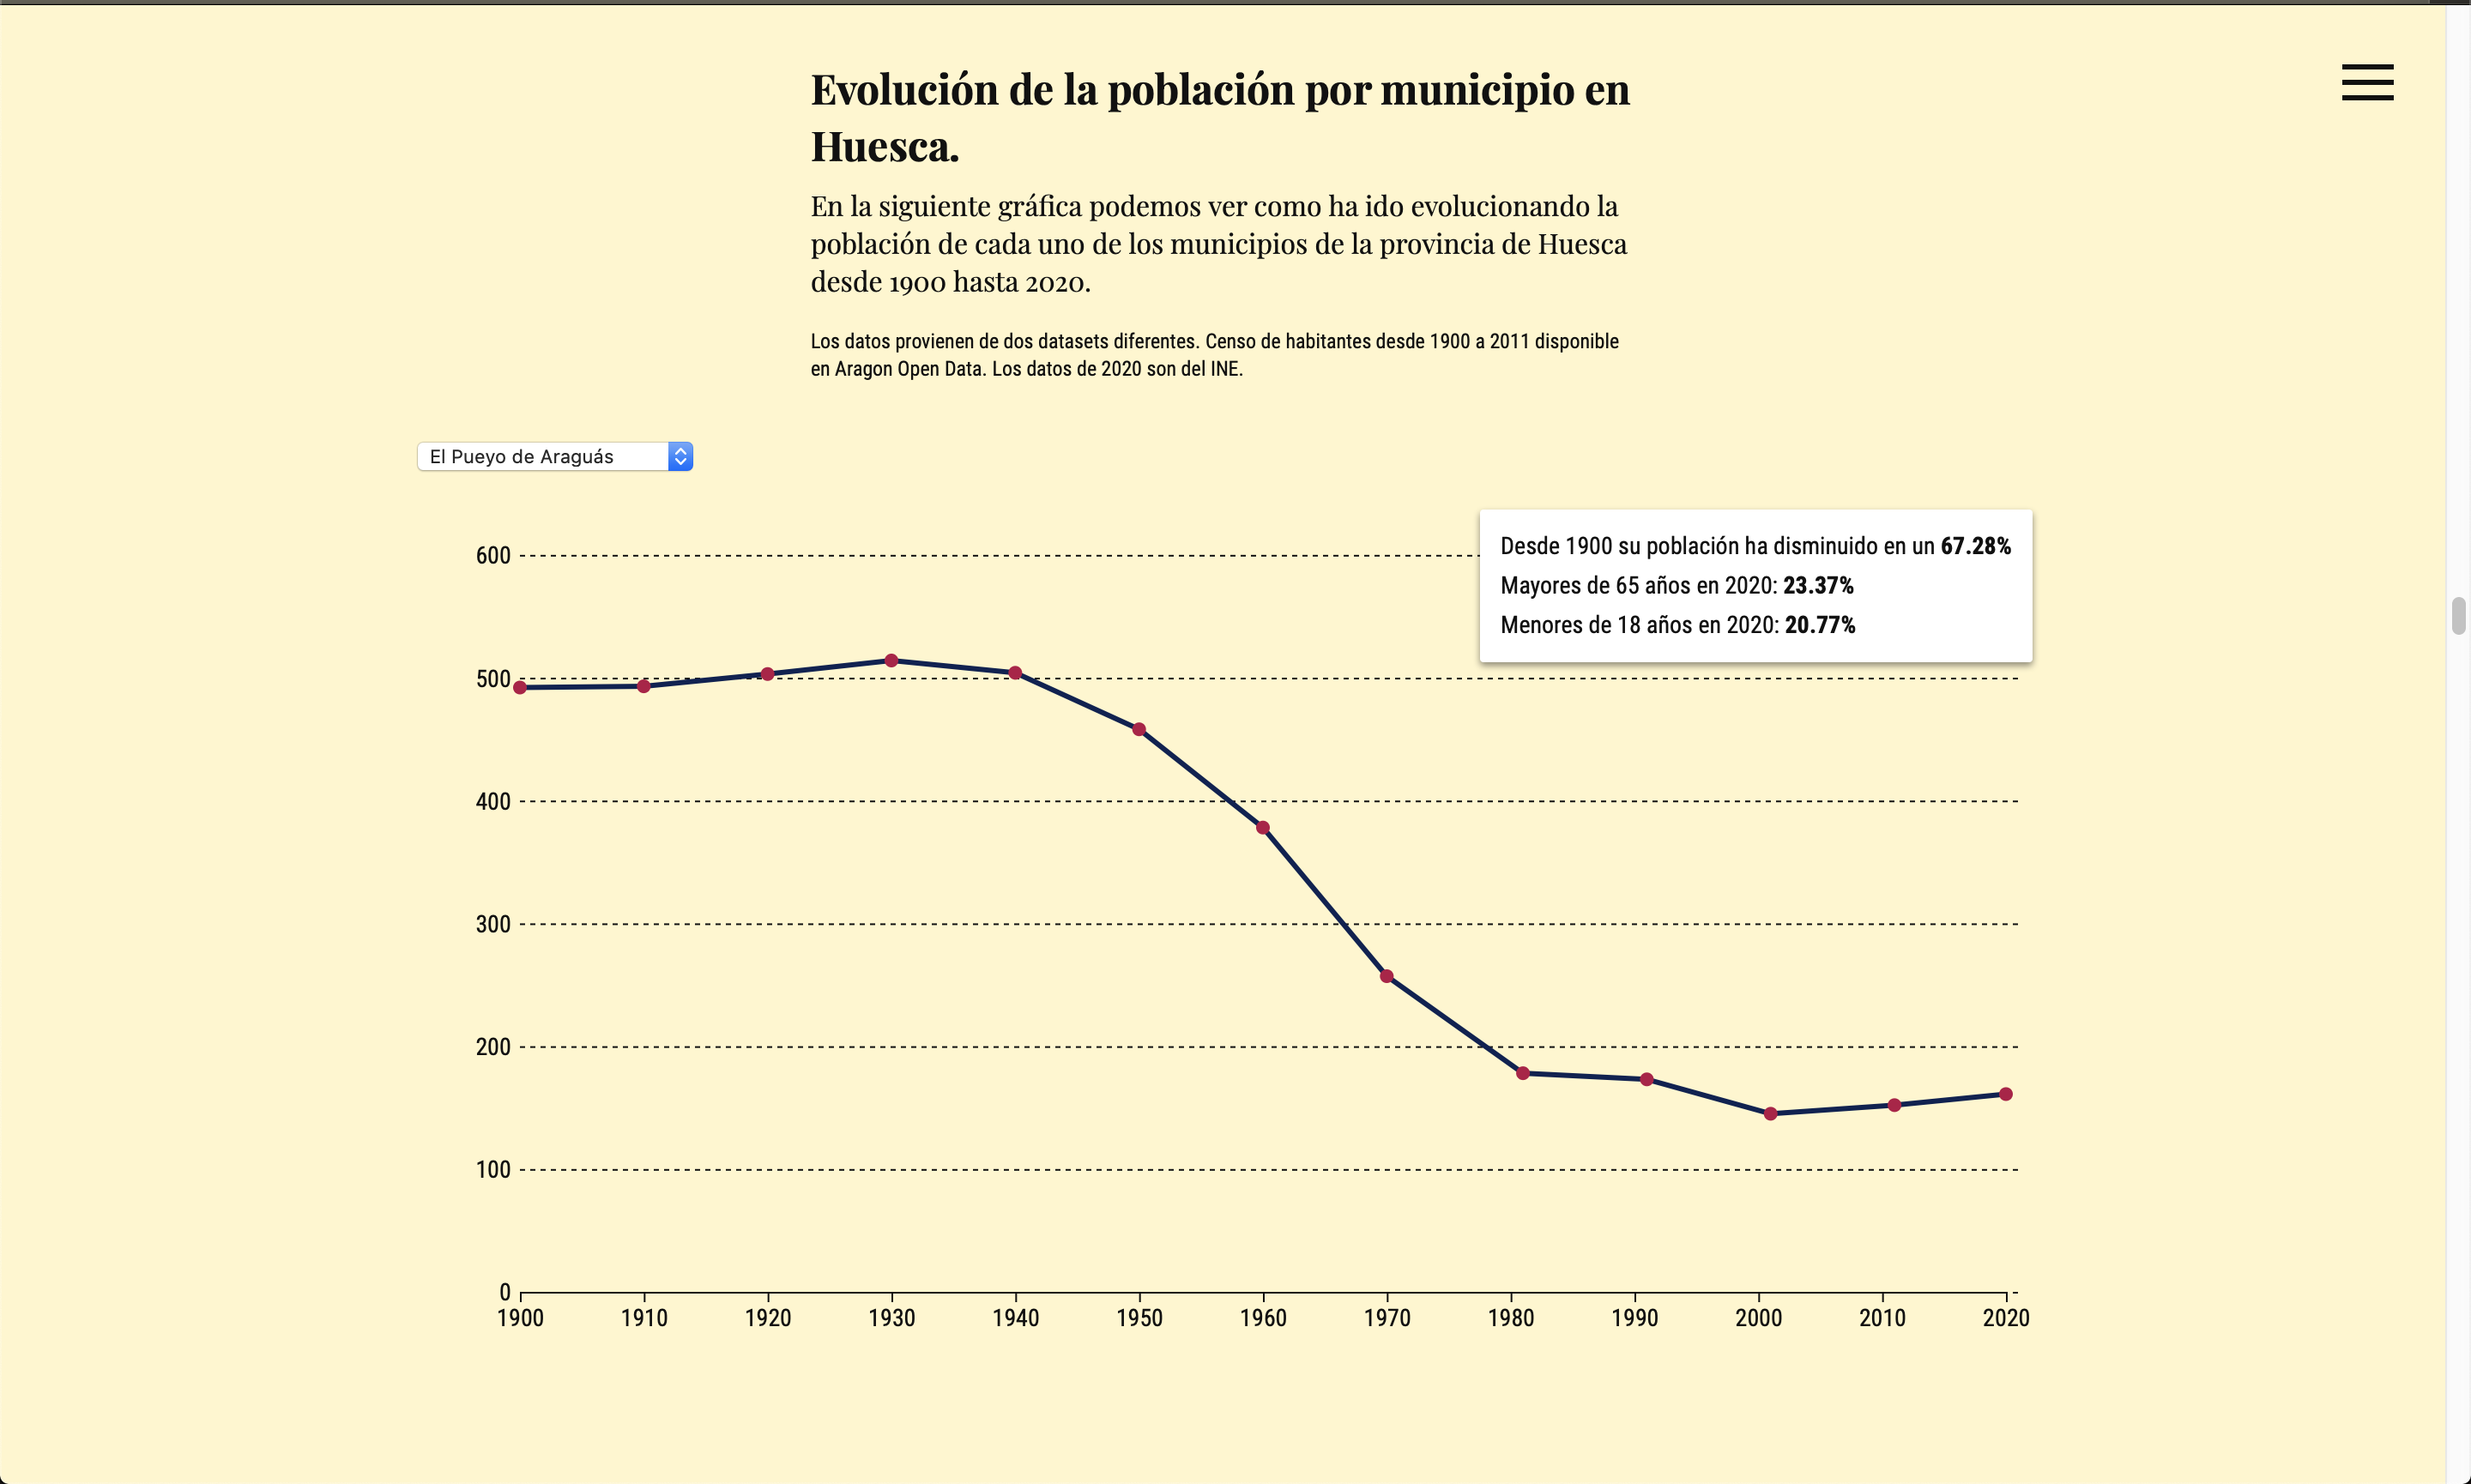 Evolución de la población por municipio en
Huesca.
En la siguiente gráfica podemos ver como ha ido evolucionando la
población de cada uno de los municipios de la provincia de Huesca
desde 1900 hasta 2020.
Los datos provienen de dos datasets diferentes. Censo de habitantes desde 1900 a 2011 disponible
en Aragon Open Data. Los datos de 2020 son del INE.
El Pueyo de Araguás
Desde 1900 su población ha disminuido en un 67.28%
Mayores de 65 años en 2020: 23.37%
Menores de 18 años en 2020: 20.77%
600
500
400
300
200
100
0
1900 1910 1920 1930 1940 1950 1960 1970 1980 1990 2000 2010 2020